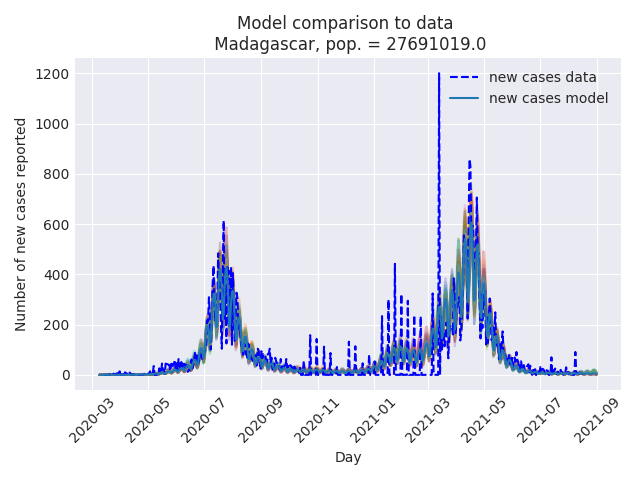 Model comparison to data
Madagascar, pop. = 27691019.0
new cases data
new cases model
Number of new cases reported
1200
1000
800
600
400
200
0
2020-03
2020-05
2020-07
2020-09
2020-11
2021-01
2021-03
2021-05
2021-07
2021-09
Day